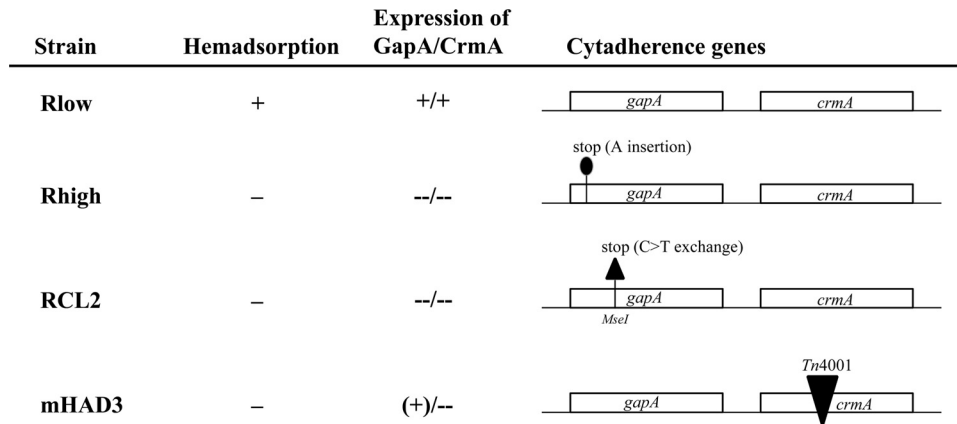 Strain Hemadsorption Expression of GapA/CrmA Cytadherence genes
Rlow + +/+ gapA crmA
stop (A insertion)
Rhigh – --/-- gapA crmA
stop (C>T exchange)
RCL2 – --/-- gapA crmA
MseI
Tn4001
mHAD3 – (+)/-- gapA crmA